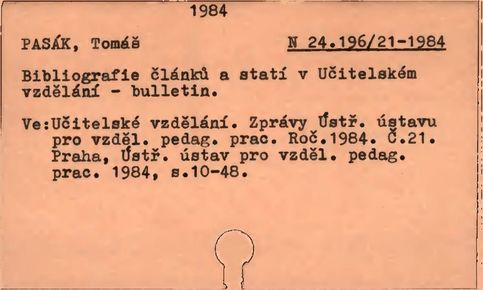 1984
PASÁK, Tomáš N 24.196/21-1984
Bibliografie článků a statí v Učitelském
vzdělání - bulletin.
Ve:Učitelské vzdělání. Zprávy Ústř. ústavu
pro vzděl. pedag. prac. Roč.1984. Č.21.
Praha, Ústř. ústav pro vzděl. pedag.
prac. 1984, s.10-48.